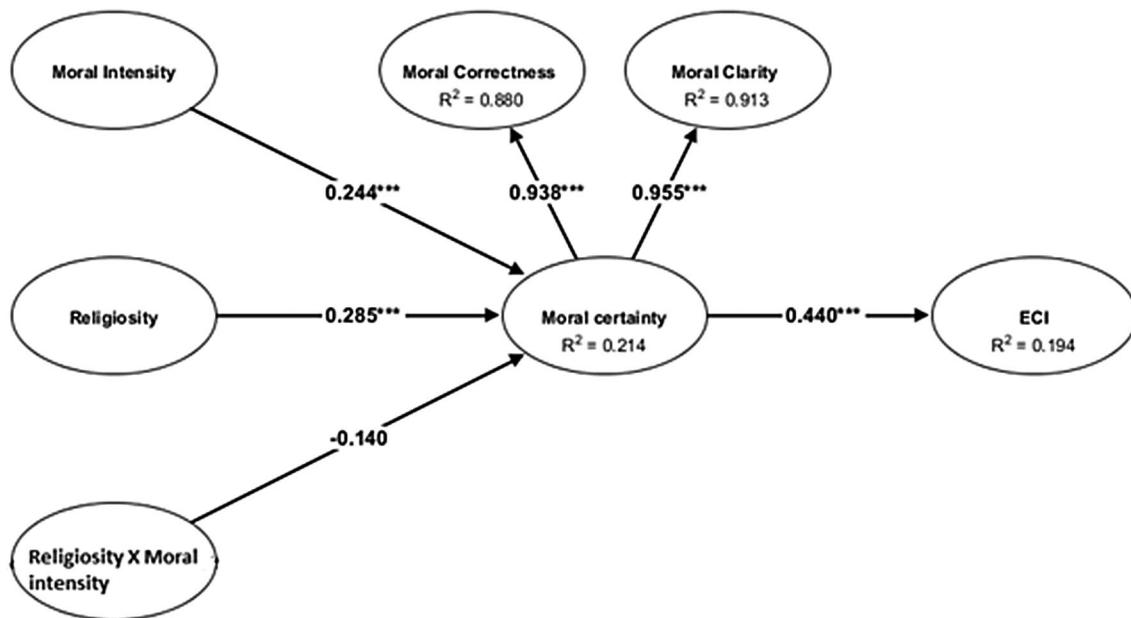 Moral Intensity
Moral Correctness
R² = 0.880
Moral Clarity
R² = 0.913
0.244***
0.938***
0.955***
Religiosity
0.285***
Moral certainty
R² = 0.214
0.440***
ECI
R² = 0.194
-0.140
Religiosity X Moral
intensity